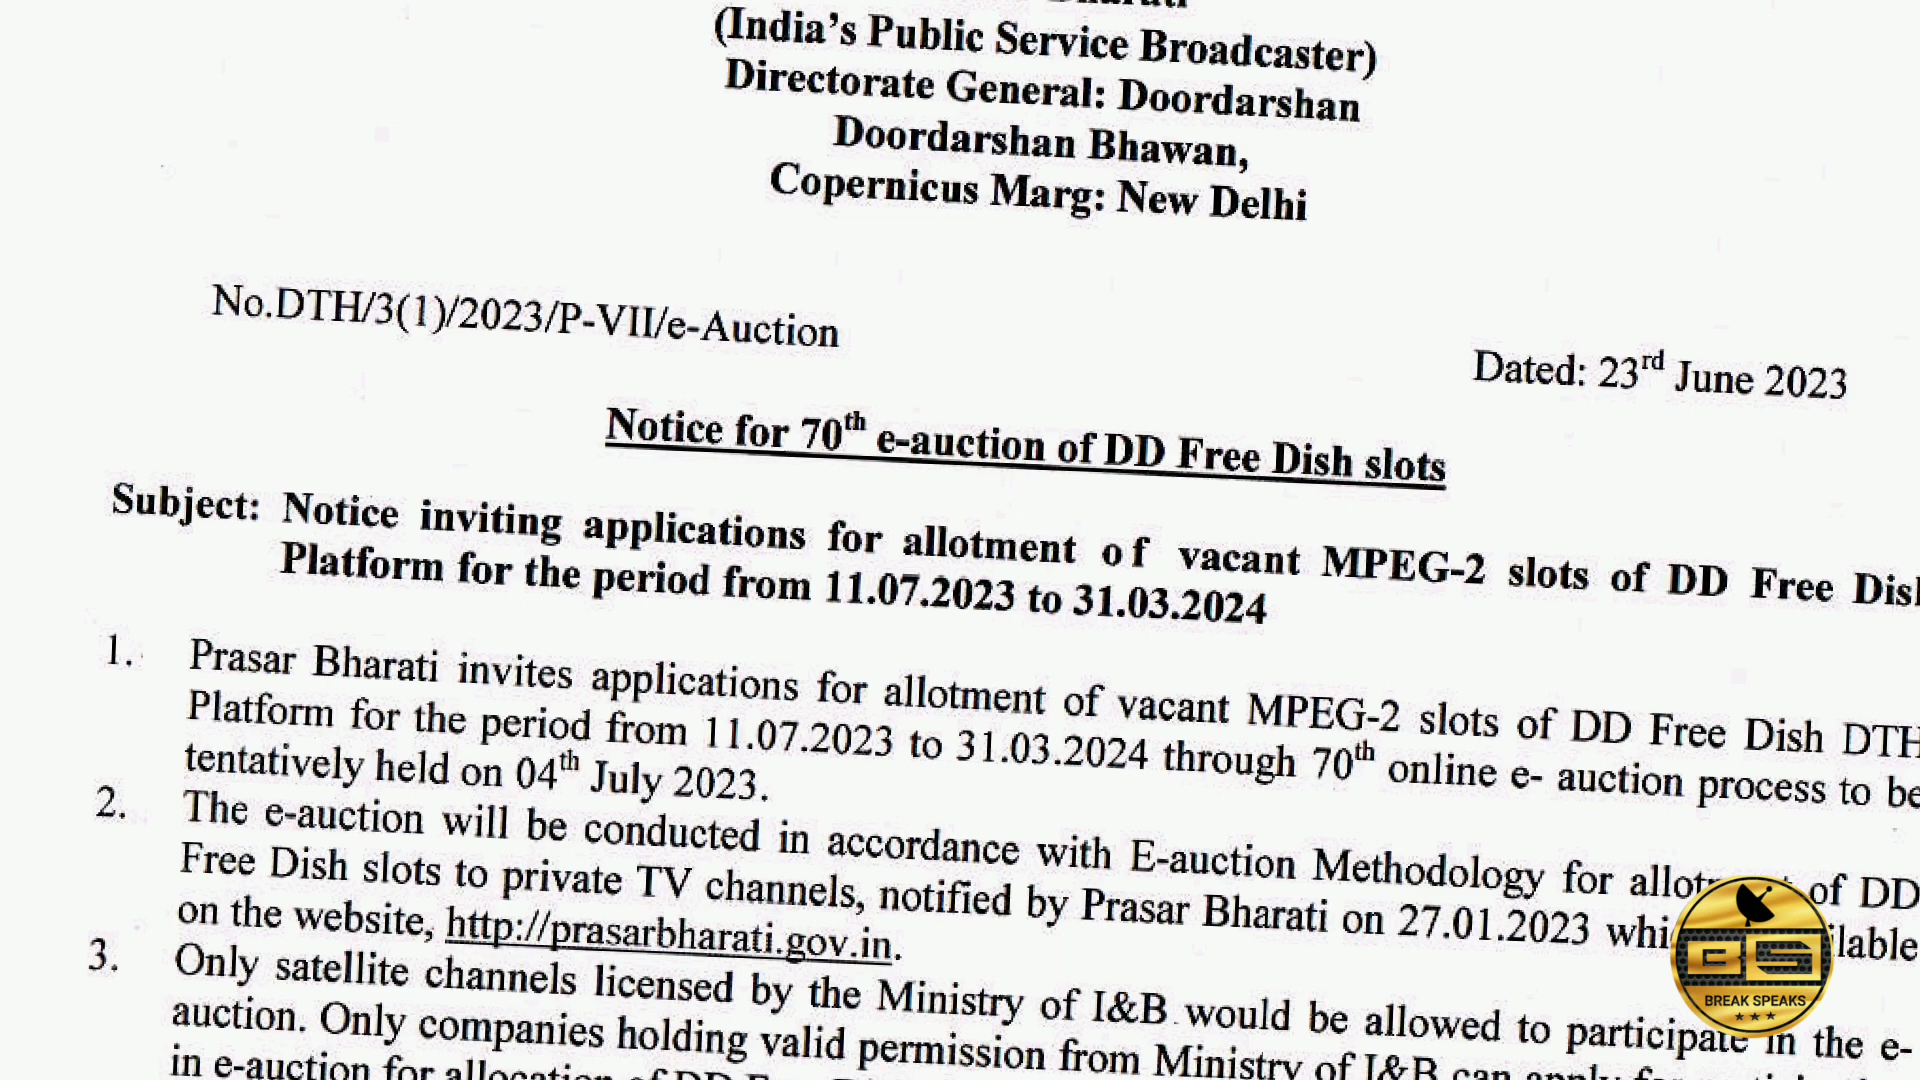 (India's Public Service Broadcaster)
Directorate General: Doordarshan
Doordarshan Bhawan,
Copernicus Marg: New Delhi
No.DTH/3(1)/2023/P-VII/e-Auction
Dated: 23rd June 2023
Notice for 70th e-auction of DD Free Dish slots
Subject: Notice inviting applications for allotment of vacant MPEG-2 slots of DD Free Dish
Platform for the period from 11.07.2023 to 31.03.2024
1. Prasar Bharati invites applications for allotment of vacant MPEG-2 slots of DD Free Dish DTH
Platform for the period from 11.07.2023 to 31.03.2024 through 70th online e- auction process to be
tentatively held on 04th July 2023.
2. The e-auction will be conducted in accordance with E-auction Methodology for of DD
Free Dish slots to private TV channels, notified by Prasar Bharati on 27.01.2023
on the website, http://prasarbharati.gov.in.
3. Only satellite channels licensed by the Ministry of I&B would be allowed to participate in the e-
auction. Only companies holding valid permission from Ministry of I&B can
in e-auction for
BS
BREAK SPEAKS